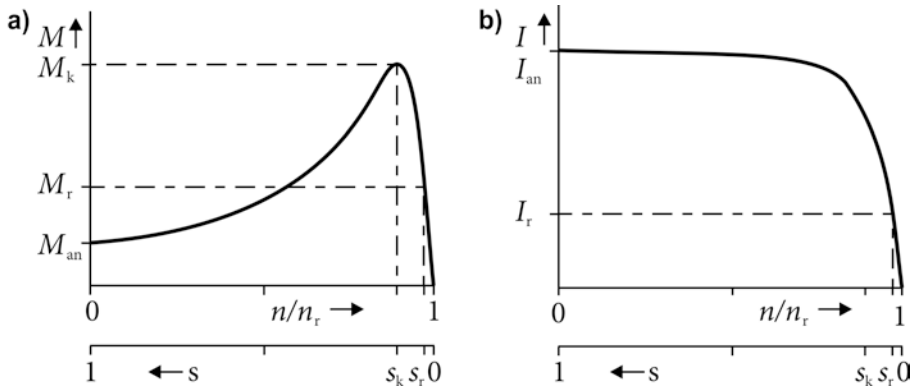 a)
M
M_k
M_r
M_an
0 n/n_r 1
1 s s_k s_r 0
b)
I
I_an
I_r
0 n/n_r 1
1 s s_k s_r 0